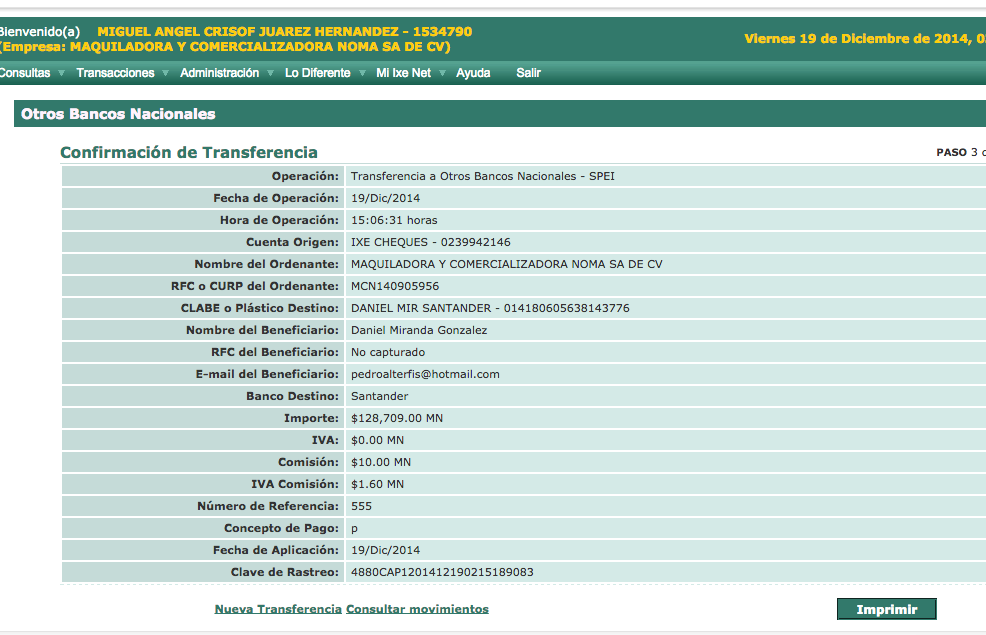 Bienvenido(a) MIGUEL ANGEL CRISOF JUAREZ HERNANDEZ - 1534790
(Empresa: MAQUILADORA Y COMERCIALIZADORA NOMA SA DE CV)
Viernes 19 de Diciembre de 2014,
Consultas Transacciones Administración Lo Diferente Mi Ixe Net Ayuda Salir
Otros Bancos Nacionales
Confirmación de Transferencia
PASO 3
Operación: Transferencia a Otros Bancos Nacionales - SPEI
Fecha de Operación: 19/Dic/2014
Hora de Operación: 15:06:31 horas
Cuenta Origen: IXE CHEQUES - 0239942146
Nombre del Ordenante: MAQUILADORA Y COMERCIALIZADORA NOMA SA DE CV
RFC o CURP del Ordenante: MCN140905956
CLABE o Plástico Destino: DANIEL MIR SANTANDER - 014180605638143776
Nombre del Beneficiario: Daniel Miranda Gonzalez
RFC del Beneficiario: No capturado
E-mail del Beneficiario: pedroalterfis@hotmail.com
Banco Destino: Santander
Importe: $128,709.00 MN
IVA: $0.00 MN
Comisión: $10.00 MN
IVA Comisión: $1.60 MN
Número de Referencia: 555
Concepto de Pago: p
Fecha de Aplicación: 19/Dic/2014
Clave de Rastreo: 4880CAP1201412190215189083
Nueva Transferencia Consultar movimientos
Imprimir